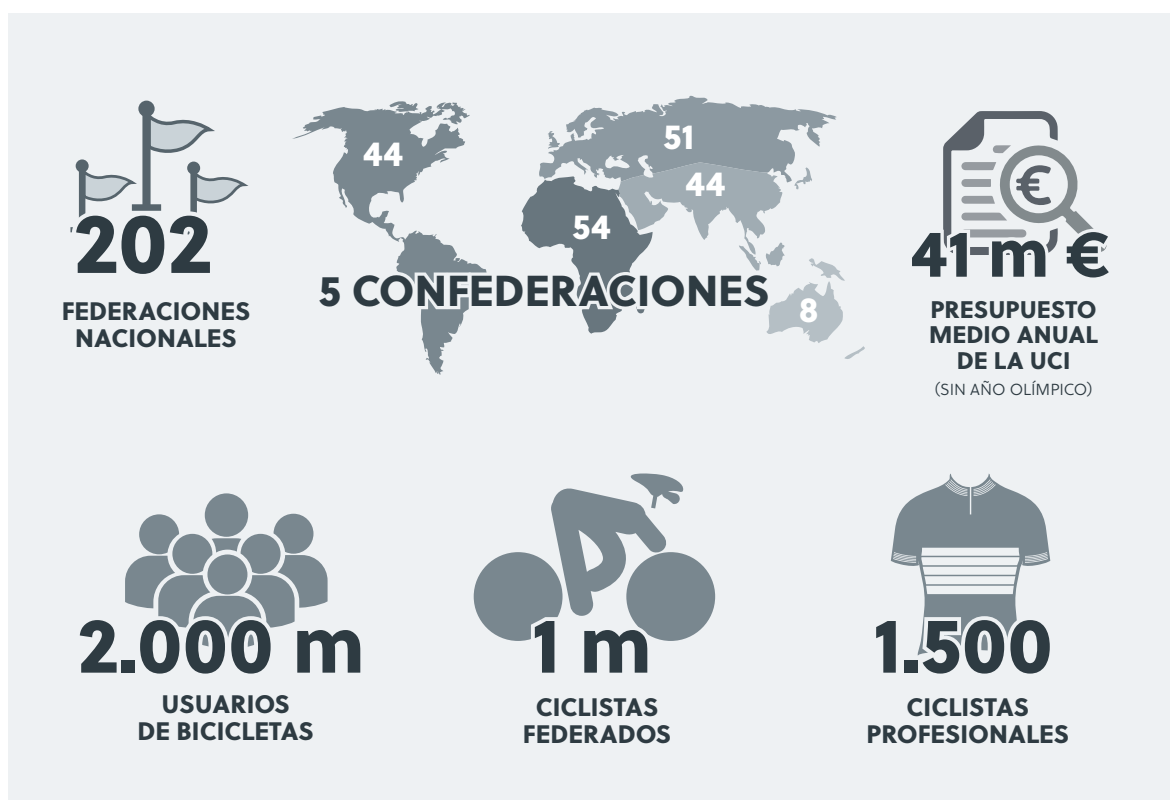 44
51
44
54
8
€
202
FEDERACIONES
NACIONALES
5 CONFEDERACIONES
41 m €
PRESUPUESTO
MEDIO ANUAL
DE LA UCI
(SIN AÑO OLÍMPICO)
2.000 m
USUARIOS
DE BICICLETAS
1 m
CICLISTAS
FEDERADOS
1.500
CICLISTAS
PROFESIONALES